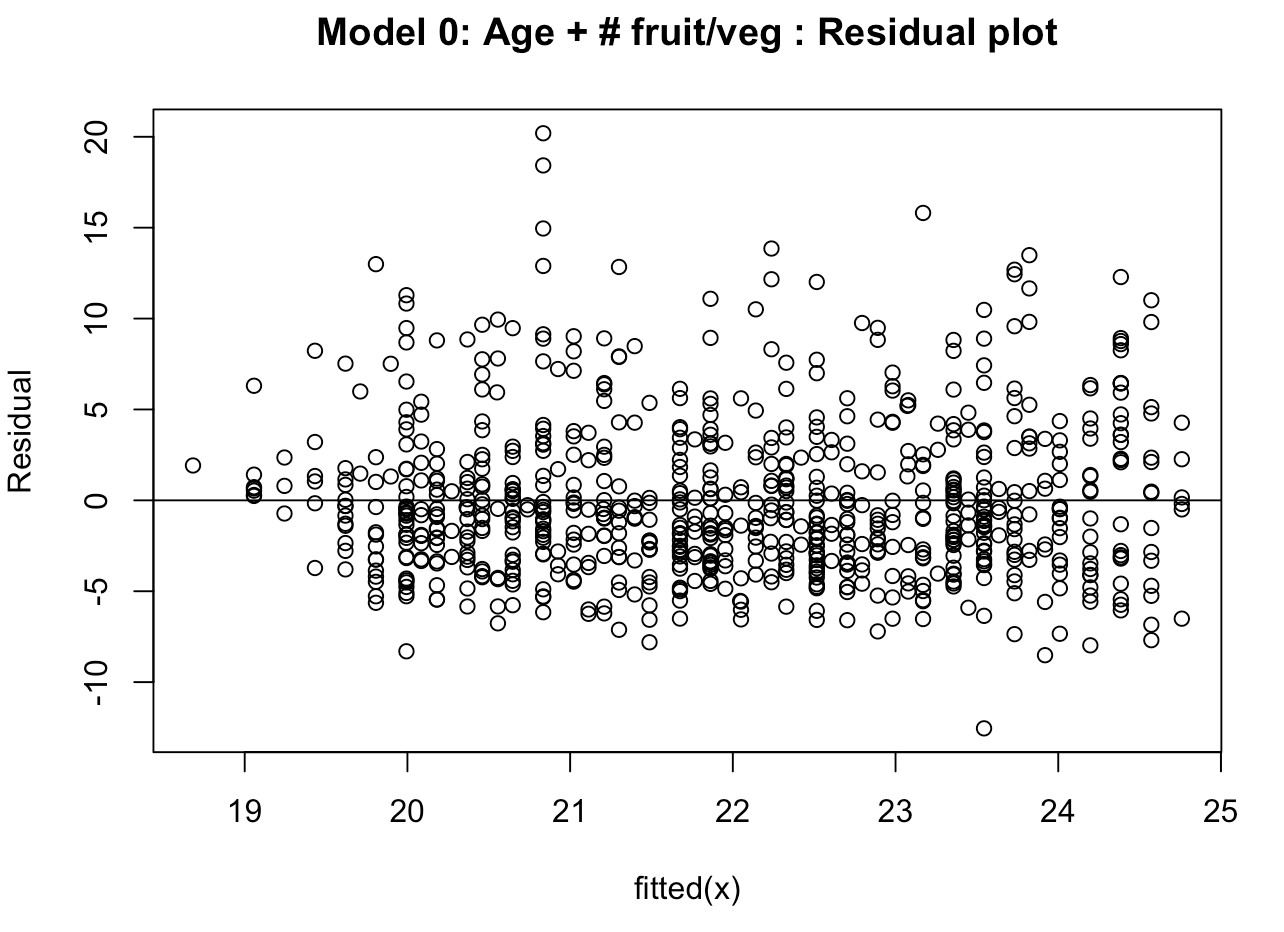 Model 0: Age + # fruit/veg : Residual plot
20
15
10
5
0
-5
-10
Residual
19 20 21 22 23 24 25
fitted(x)